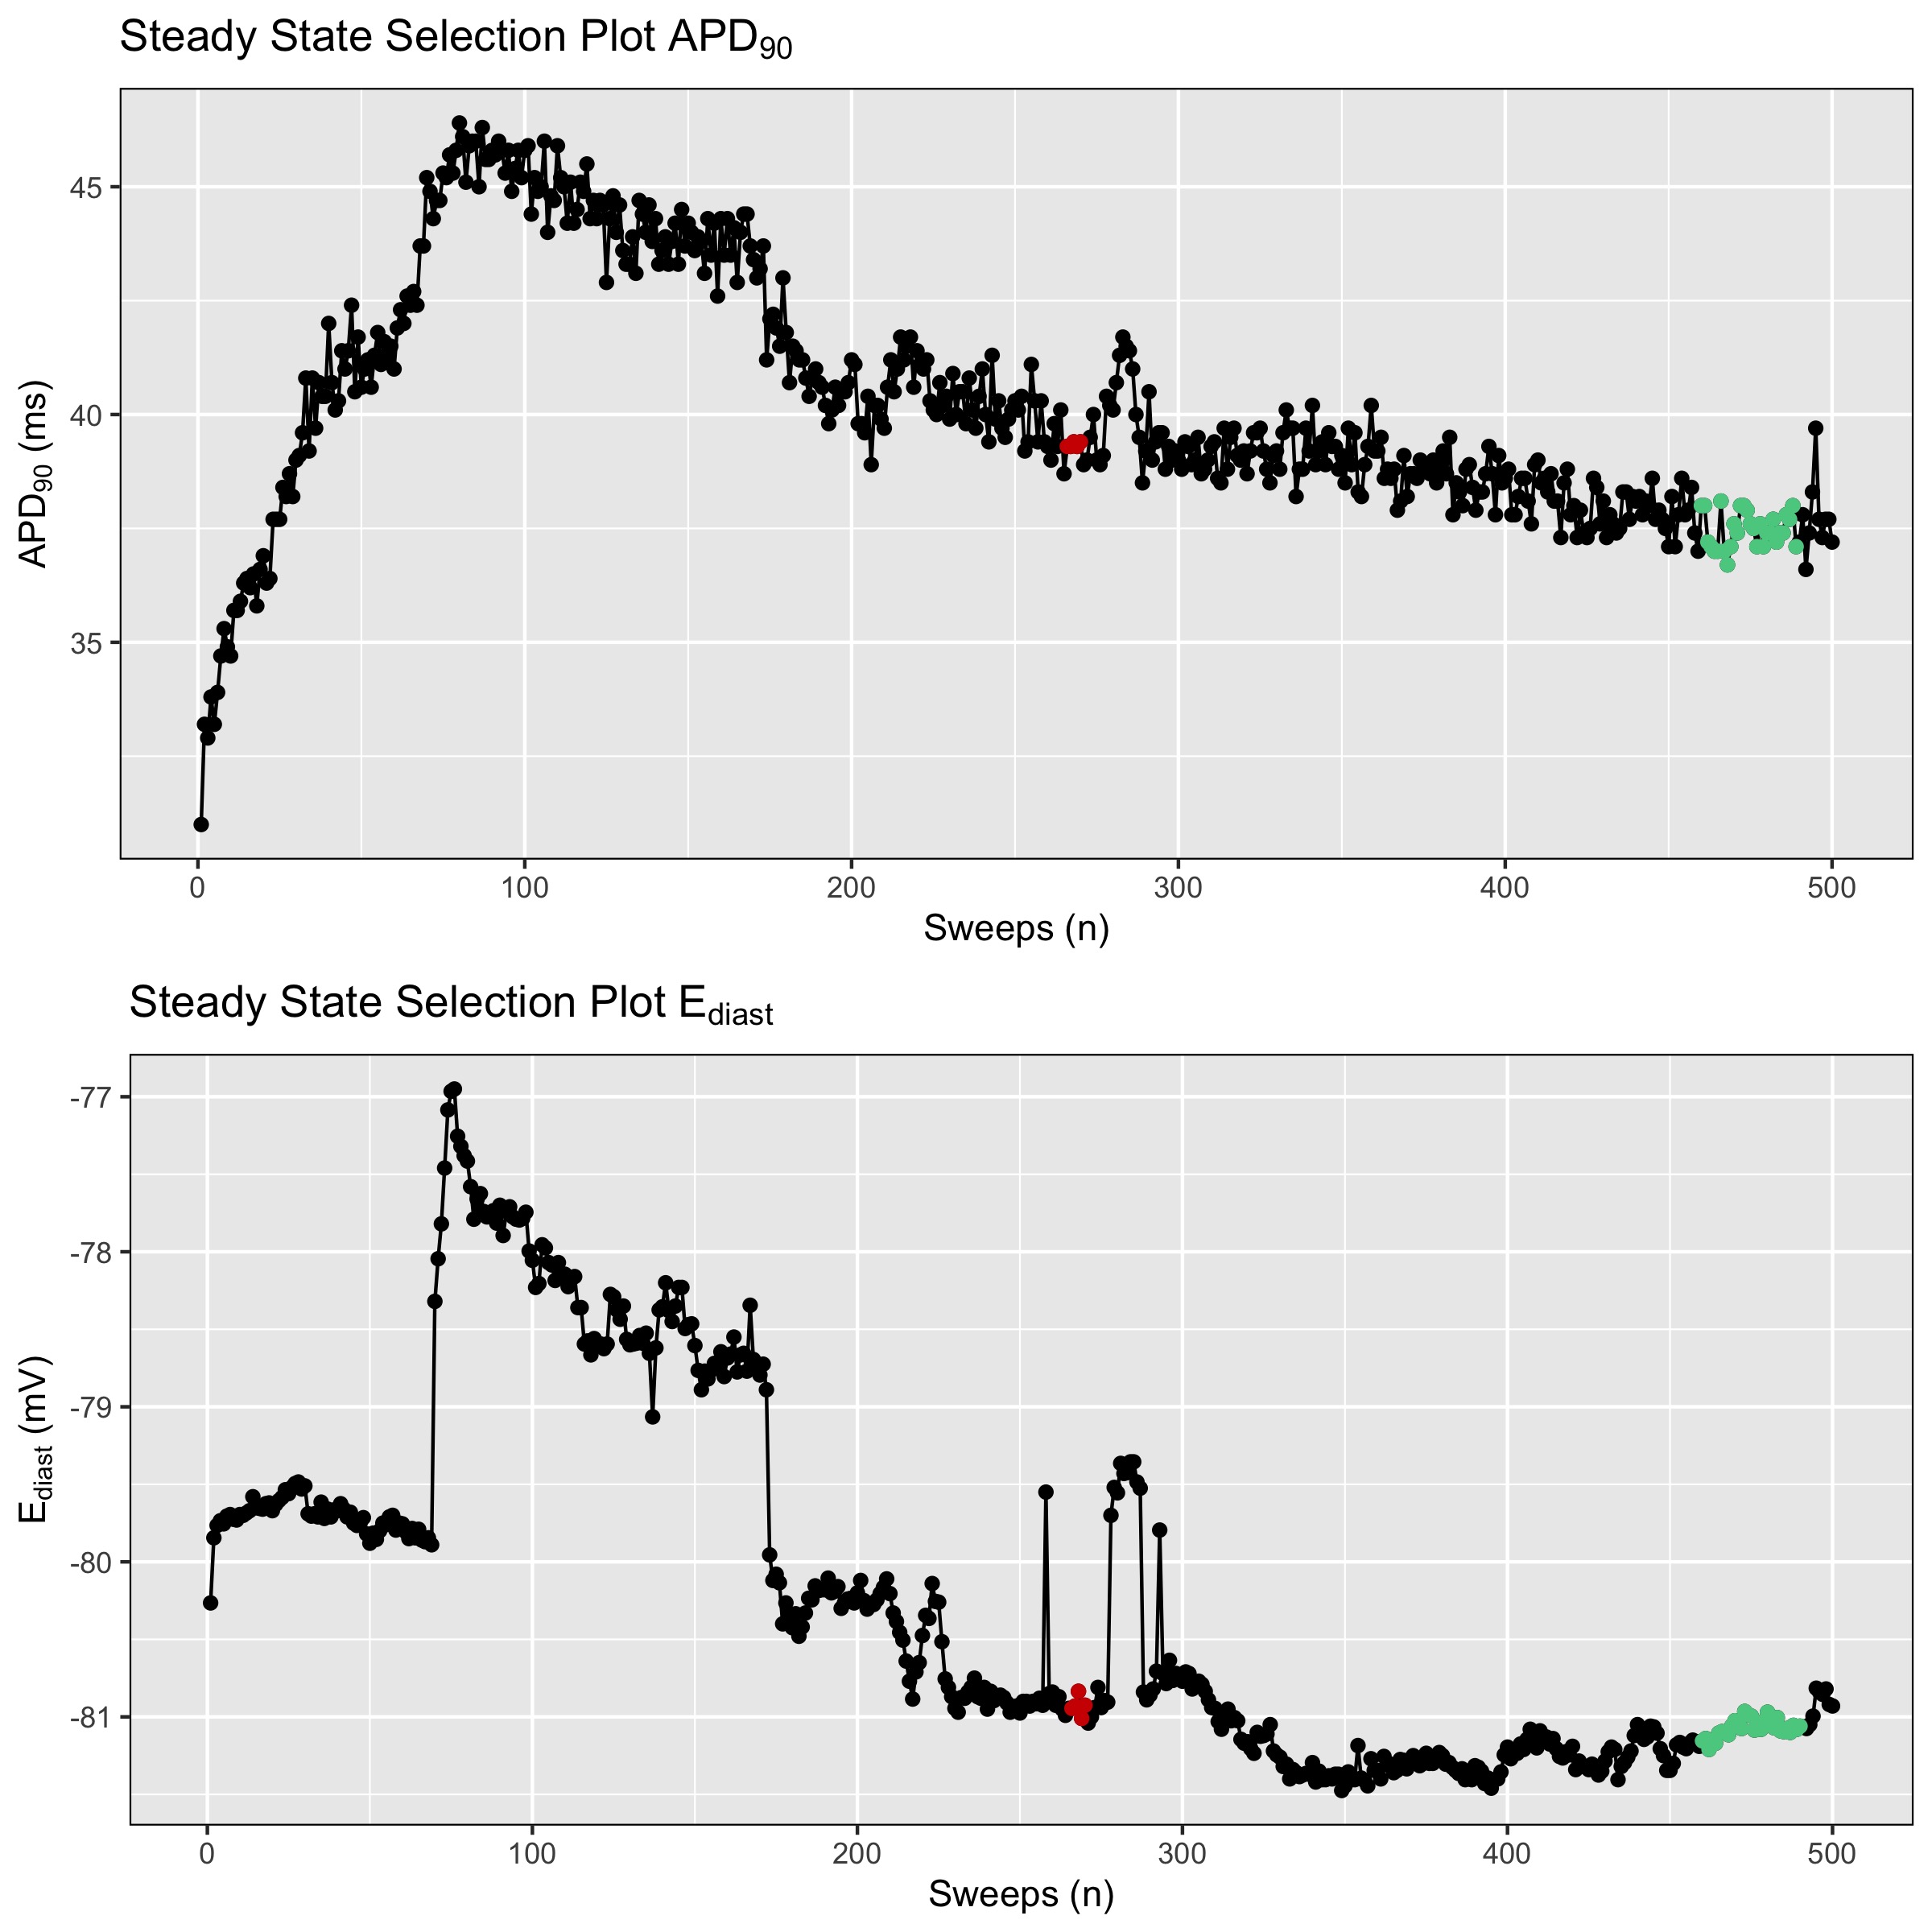 Steady State Selection Plot APD90
45
40
35
APD90 (ms)
0 100 200 300 400 500
Sweeps (n)
Steady State Selection Plot Ediast
-77
-78
-79
-80
-81
Ediast (mV)
0 100 200 300 400 500
Sweeps (n)